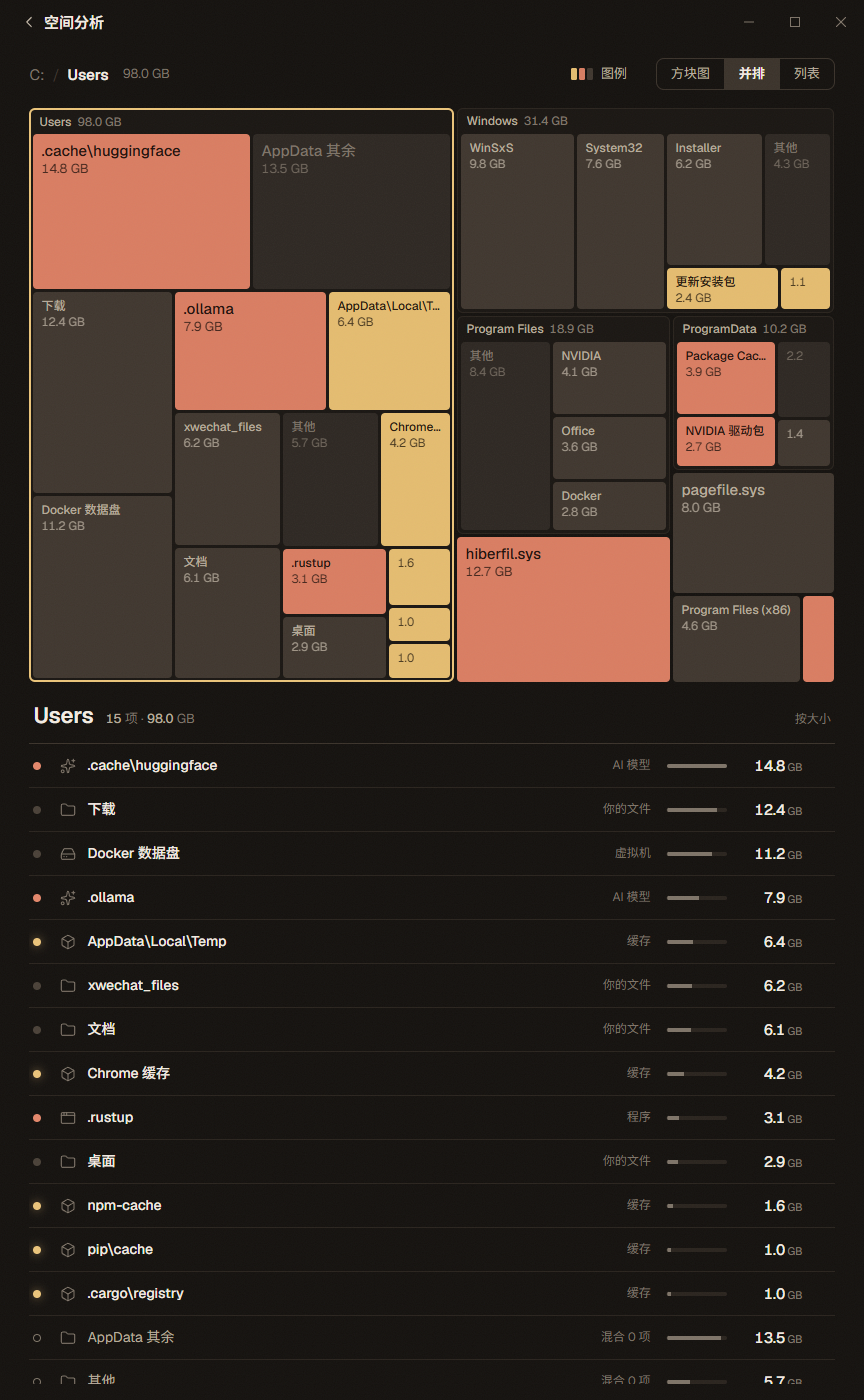 空间分析
C: / Users 98.0 GB
图例
方块图 并排 列表
Users 98.0 GB
.cache\huggingface
14.8 GB
AppData 其余
13.5 GB
下载
12.4 GB
.ollama
7.9 GB
AppData\Local\T...
6.4 GB
xwechat_files
6.2 GB
其他
5.7 GB
Chrome...
4.2 GB
Docker 数据盘
11.2 GB
文档
6.1 GB
.rustup
3.1 GB
桌面
2.9 GB
1.6
1.0
1.0
Windows 31.4 GB
WinSxS
9.8 GB
System32
7.6 GB
Installer
6.2 GB
其他
4.3 GB
更新安装包
2.4 GB
1.1
Program Files 18.9 GB
其他
8.4 GB
NVIDIA
4.1 GB
Office
3.6 GB
Docker
2.8 GB
ProgramData 10.2 GB
Package Cac...
3.9 GB
2.2
NVIDIA 驱动包
2.7 GB
1.4
hiberfil.sys
12.7 GB
pagefile.sys
8.0 GB
Program Files (x86)
4.6 GB
Users 15 项 · 98.0 GB
按大小
.cache\huggingface AI 模型 14.8 GB
下载 你的文件 12.4 GB
Docker 数据盘 虚拟机 11.2 GB
.ollama AI 模型 7.9 GB
AppData\Local\Temp 缓存 6.4 GB
xwechat_files 你的文件 6.2 GB
文档 你的文件 6.1 GB
Chrome 缓存 缓存 4.2 GB
.rustup 程序 3.1 GB
桌面 你的文件 2.9 GB
npm-cache 缓存 1.6 GB
pip\cache 缓存 1.0 GB
.cargo\registry 缓存 1.0 GB
AppData 其余 混合 0 项 13.5 GB
其他 混合 0 项 5.7 GB